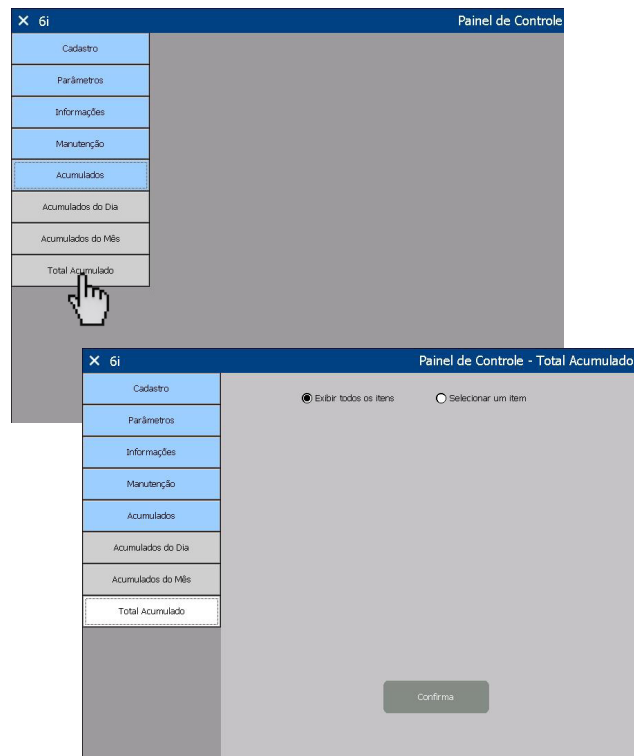 6i
Painel de Controle
Cadastro
Parâmetros
Informações
Manutenção
Acumulados
Acumulados do Dia
Acumulados do Mês
Total Acumulado
6i
Painel de Controle - Total Acumulado
Cadastro
Exibir todos os itens
Selecionar um item
Parâmetros
Informações
Manutenção
Acumulados
Acumulados do Dia
Acumulados do Mês
Total Acumulado
Confirma